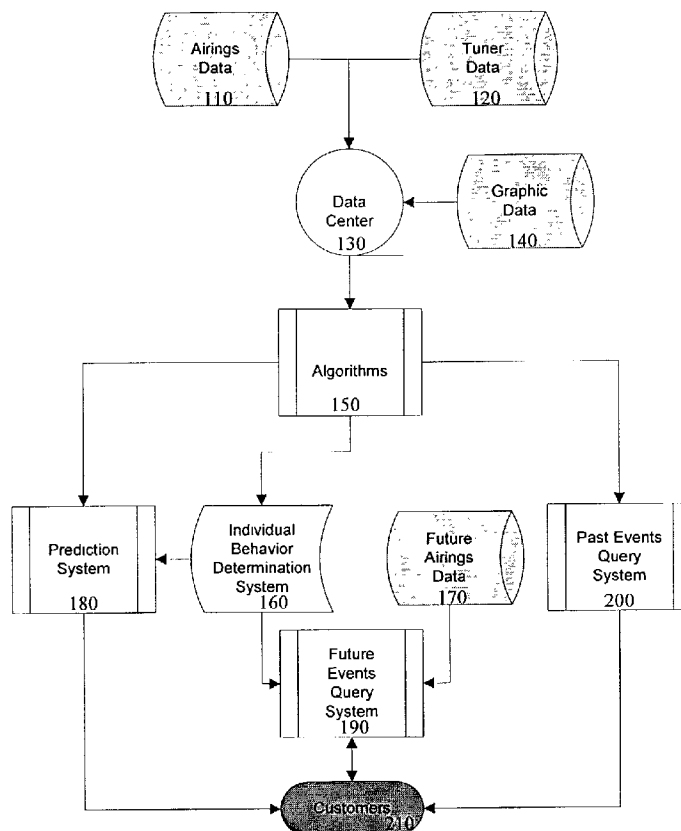 Airings
Data
110
Tuner
Data
120
Data
Center
130
Graphic
Data
140
Algorithms
150
Prediction
System
180
Individual
Behavior
Determination
System
160
Future
Airings
Data
170
Past Events
Query
System
200
Future
Events
Query
System
190
Customers
210